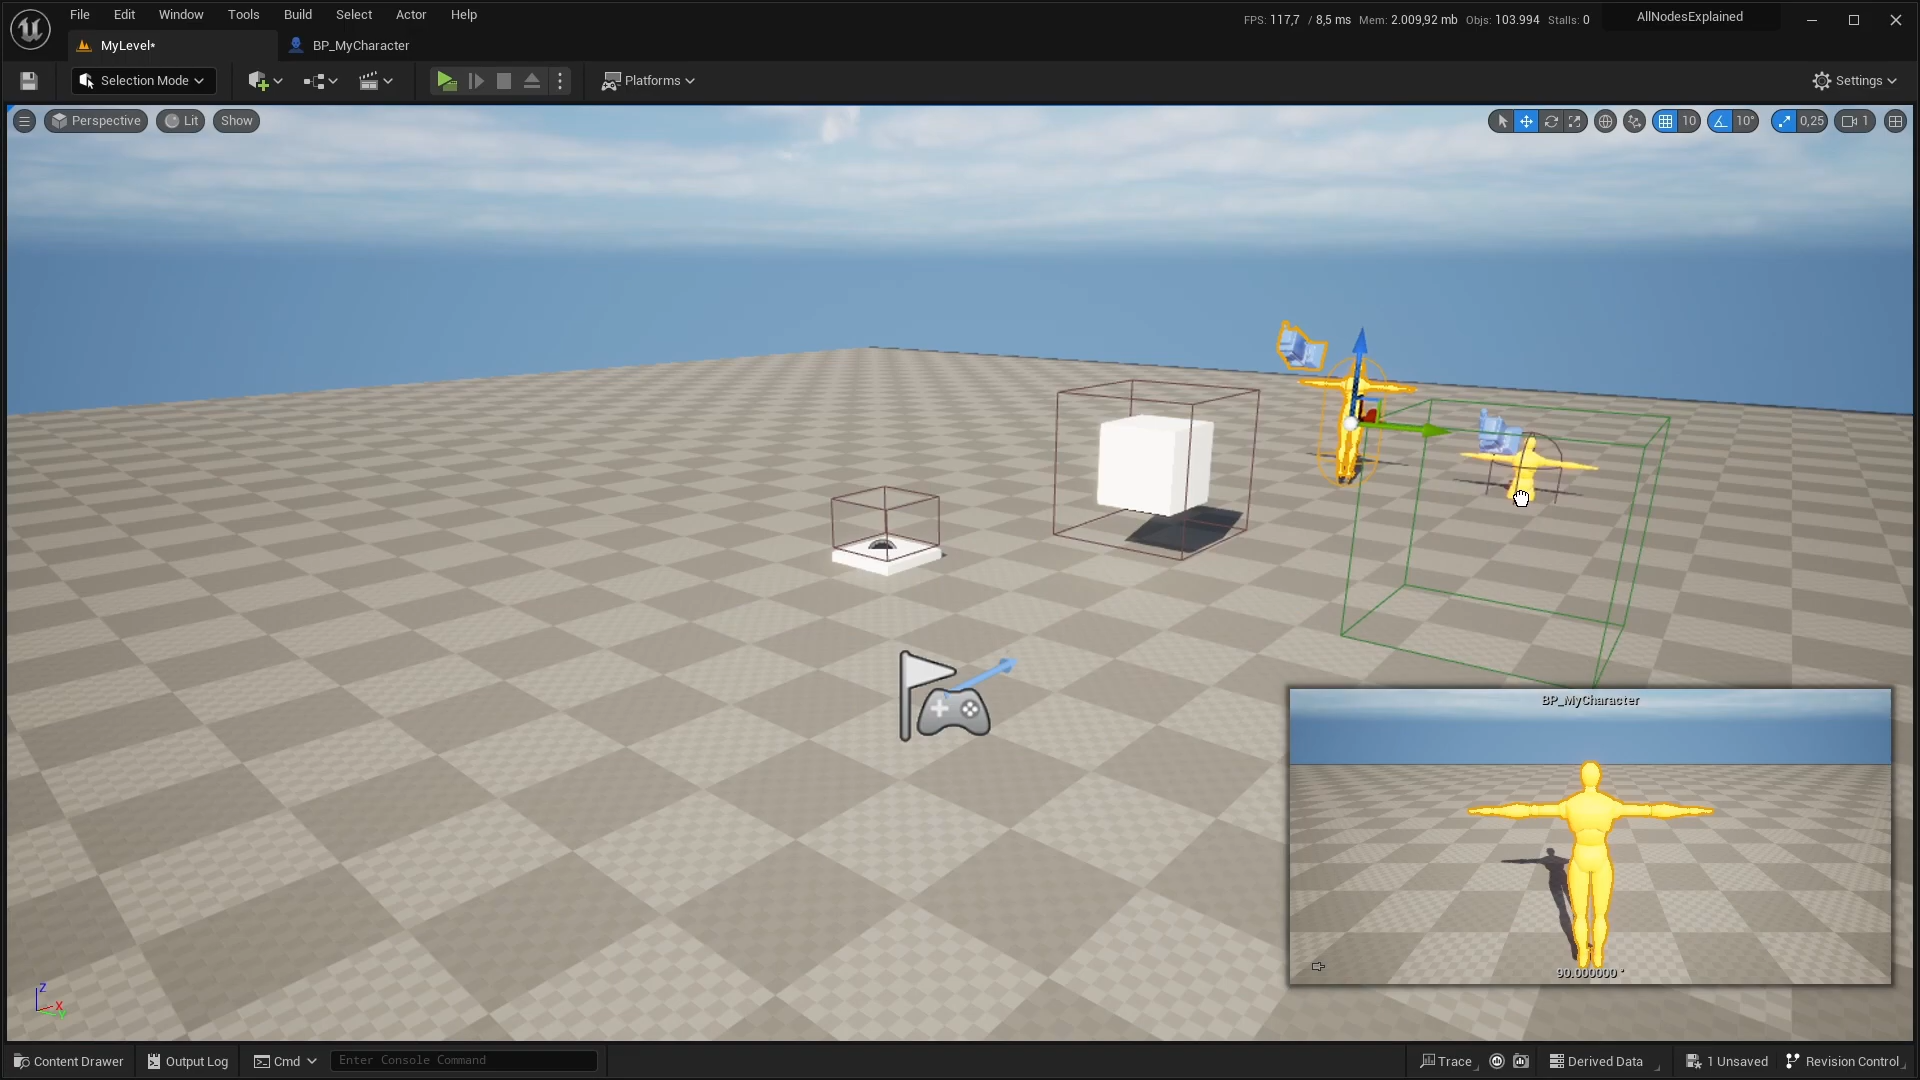 File Edit Window Tools Build Select Actor Help
FPS: 117,7 / 8,5 ms Mem: 2.009,92 mb Objs: 103.994 Stalls: 0
AllNodesExplained
MyLevel*
BP_MyCharacter
Selection Mode
Platforms
Settings
Perspective
Lit
Show
10
10°
0,25
1
BP_MyCharacter
90.000000 °
Z
X
Y
Content Drawer
Output Log
Cmd
Enter Console Command
Trace
Derived Data
1 Unsaved
Revision Control